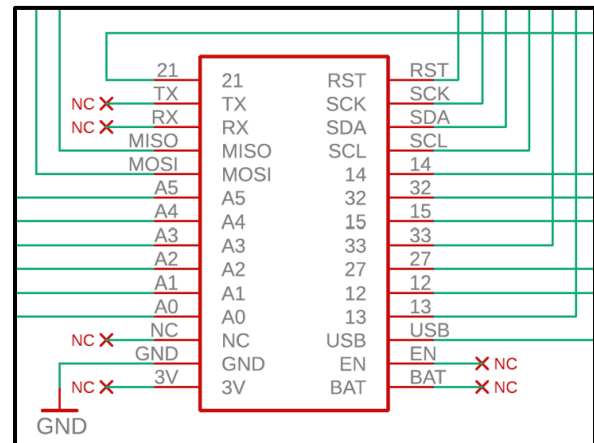 21 21 RST RST
NC TX TX SCK SCK
NC RX RX SDA SDA
MISO MISO SCL SCL
MOSI MOSI 14 14
A5 A5 32 32
A4 A4 15 15
A3 A3 33 33
A2 A2 27 27
A1 A1 12 12
A0 A0 13 13
NC NC NC USB USB
GND GND EN EN NC
NC 3V 3V BAT BAT NC
GND